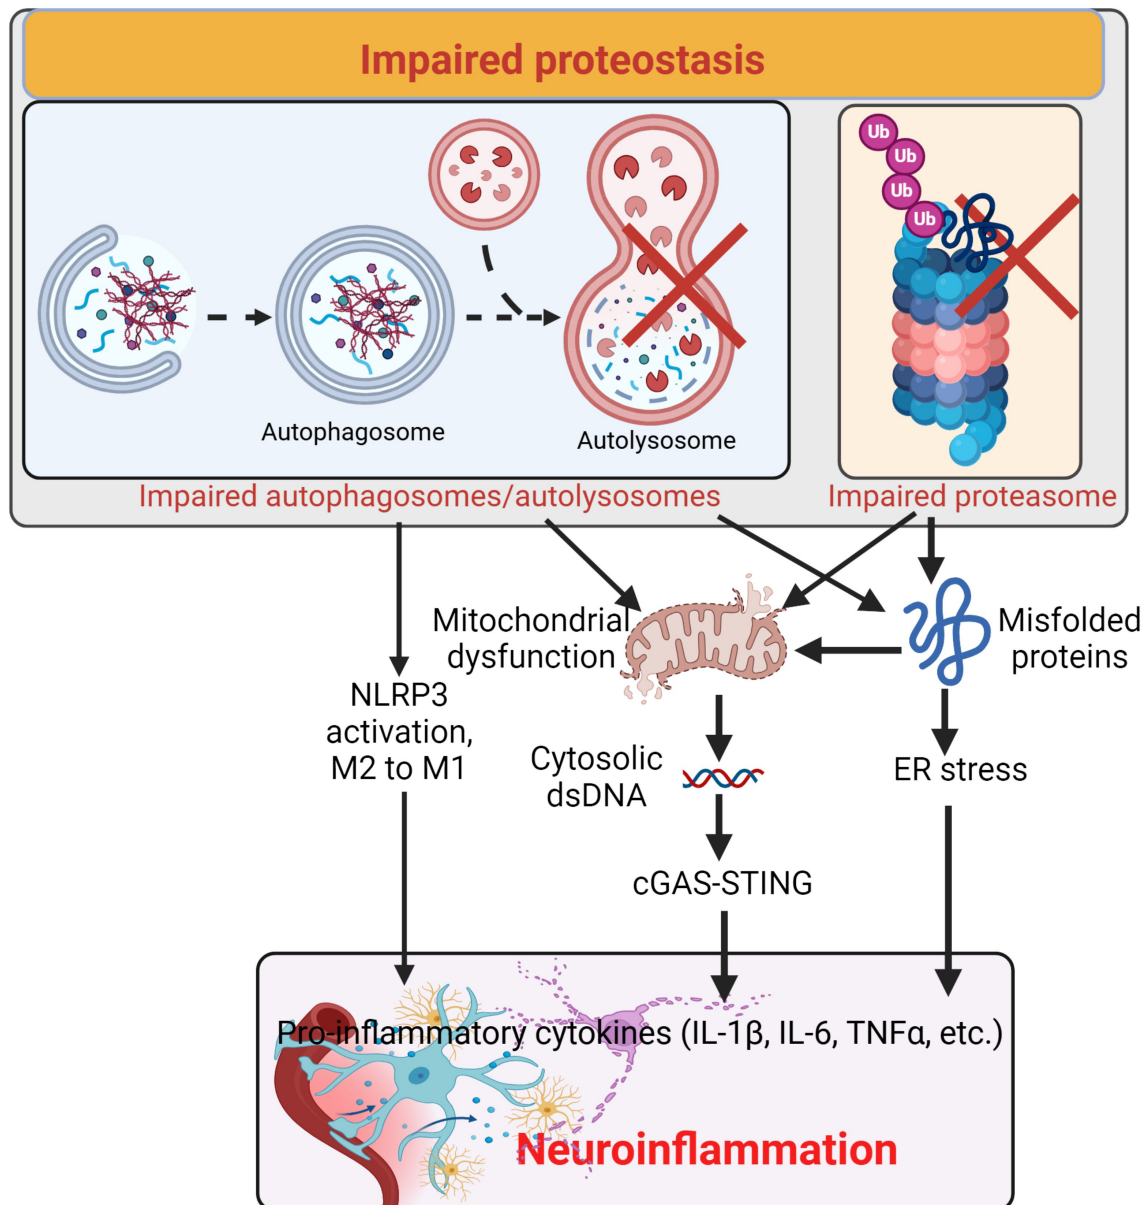 Impaired proteostasis
Ub
Ub
Ub
Ub
Autophagosome
Autolysosome
Impaired autophagosomes/autolysosomes
Impaired proteasome
Mitochondrial
dysfunction
Misfolded
proteins
NLRP3
activation,
M2 to M1
Cytosolic
dsDNA
ER stress
cGAS-STING
Pro-inflammatory cytokines (IL-1β, IL-6, TNFα, etc.)
Neuroinflammation